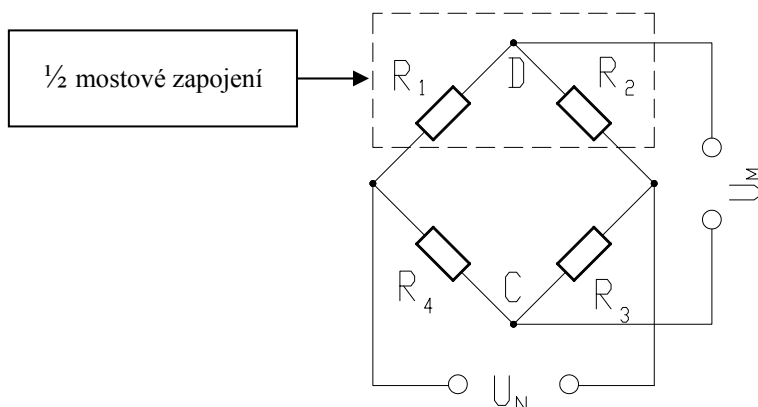 ½ mostové zapojení
R1
D
R2
UM
R4
C
R3
UN